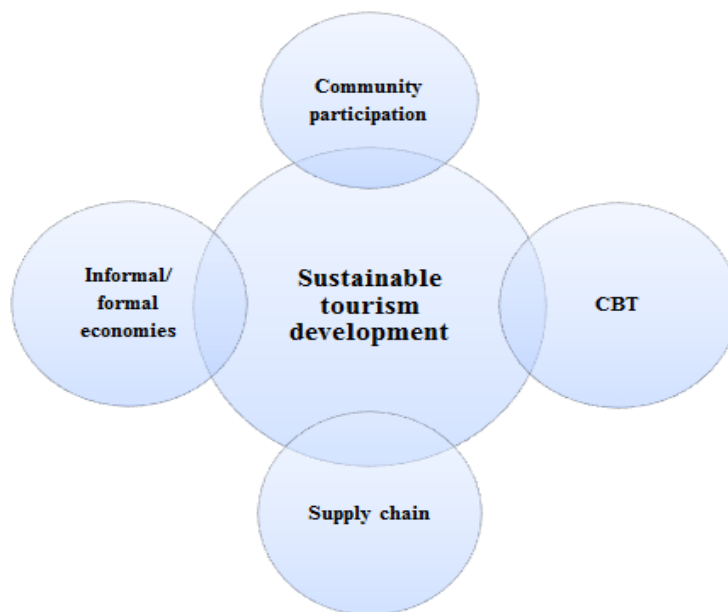 Community
participation
Informal/
formal
economies
Sustainable
tourism
development
CBT
Supply chain